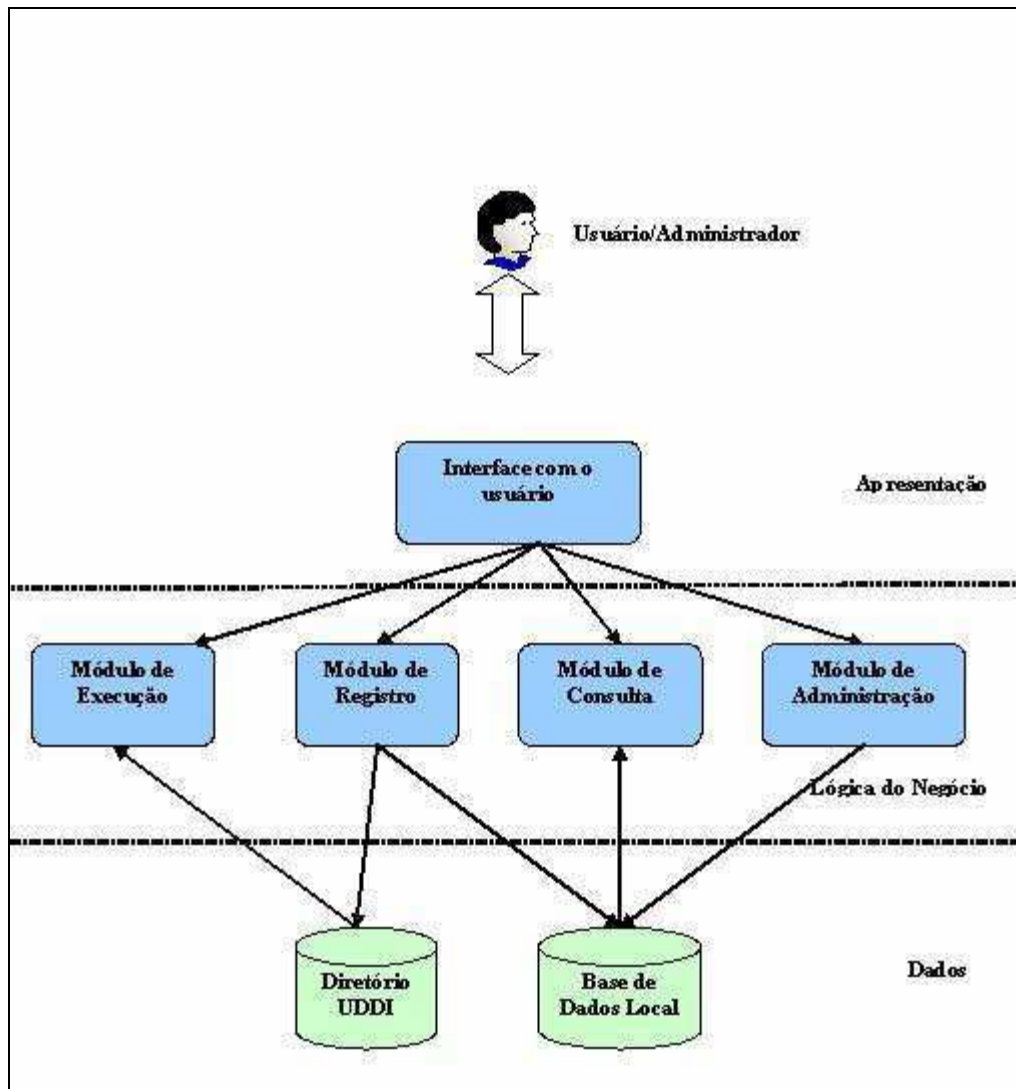 Usuário/Administrador
Interface com o
usuário
Apresentação
Módulo de
Execução
Módulo de
Registro
Módulo de
Consulta
Módulo de
Administração
Lógica do Negócio
Diretório
UDDI
Base de
Dados Local
Dados